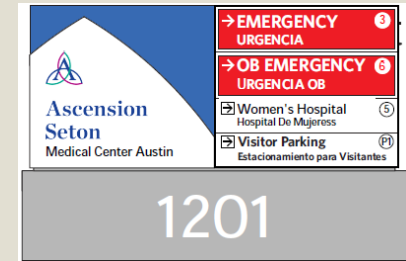 →EMERGENCY 3
URGENCIA
→OB EMERGENCY 6
URGENCIA OB
→ Women's Hospital 5
Hospital De Mujeress
→ Visitor Parking P1
Estacionamiento para Visitantes
Ascension
Seton
Medical Center Austin
1201